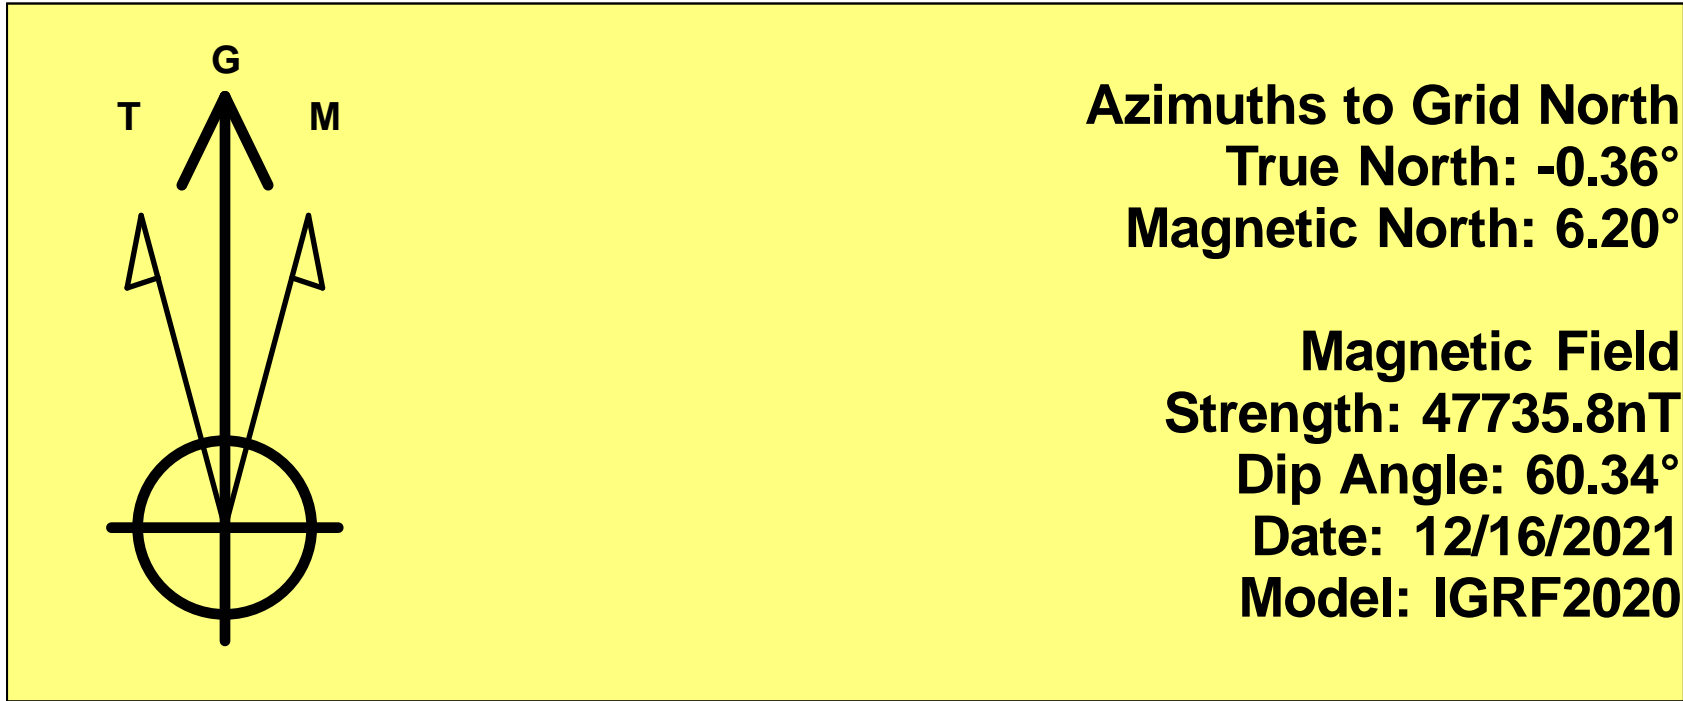 G
T M
Azimuths to Grid North
True North: -0.36°
Magnetic North: 6.20°
Magnetic Field
Strength: 47735.8nT
Dip Angle: 60.34°
Date: 12/16/2021
Model: IGRF2020